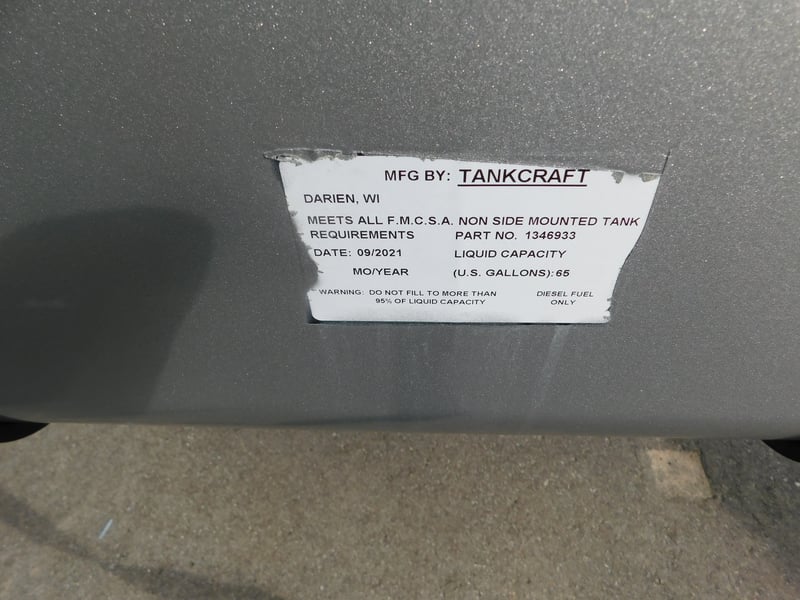 MFG BY: TANKCRAFT
DARIEN, WI
MEETS ALL F.M.C.S.A. NON SIDE MOUNTED TANK
REQUIREMENTS PART NO. 1346933
DATE: 09/2021 LIQUID CAPACITY
MO/YEAR (U.S. GALLONS): 65
WARNING: DO NOT FILL TO MORE THAN DIESEL FUEL
95% OF LIQUID CAPACITY ONLY